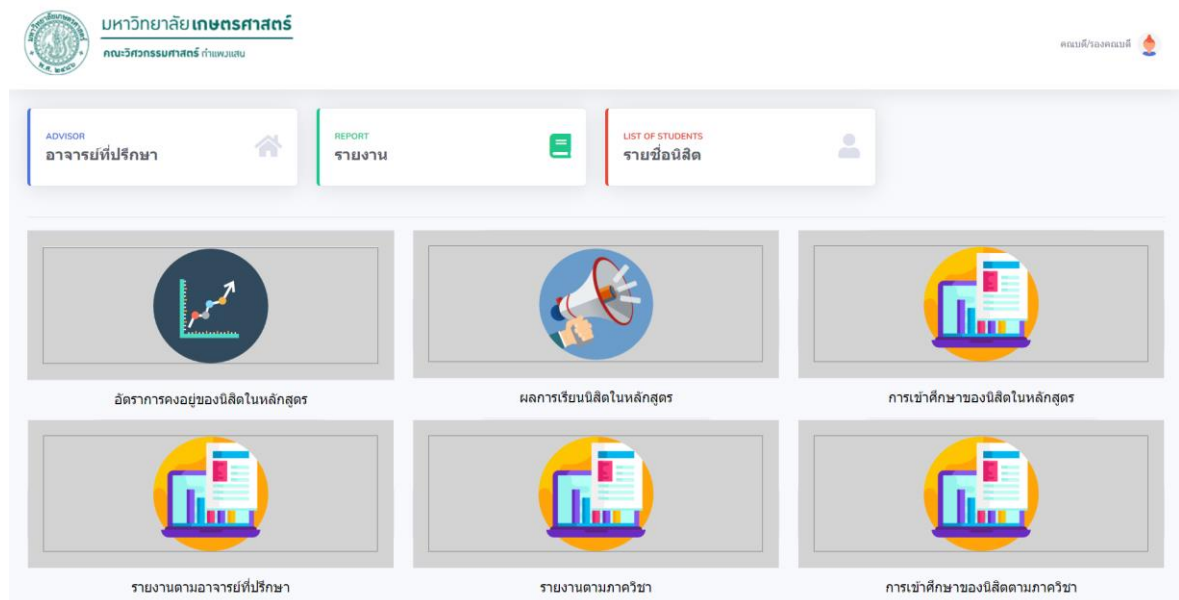 มหาวิทยาลัยเกษตรศาสตร์
คณะวิศวกรรมศาสตร์ กำแพงแสน
คณบดี/รองคณบดี
ADVISOR
อาจารย์ที่ปรึกษา
REPORT
รายงาน
LIST OF STUDENTS
รายชื่อนิสิต
อัตราการคงอยู่ของนิสิตในหลักสูตร
ผลการเรียนนิสิตในหลักสูตร
การเข้าศึกษาของนิสิตในหลักสูตร
รายงานตามอาจารย์ที่ปรึกษา
รายงานตามภาควิชา
การเข้าศึกษาของนิสิตตามภาควิชา